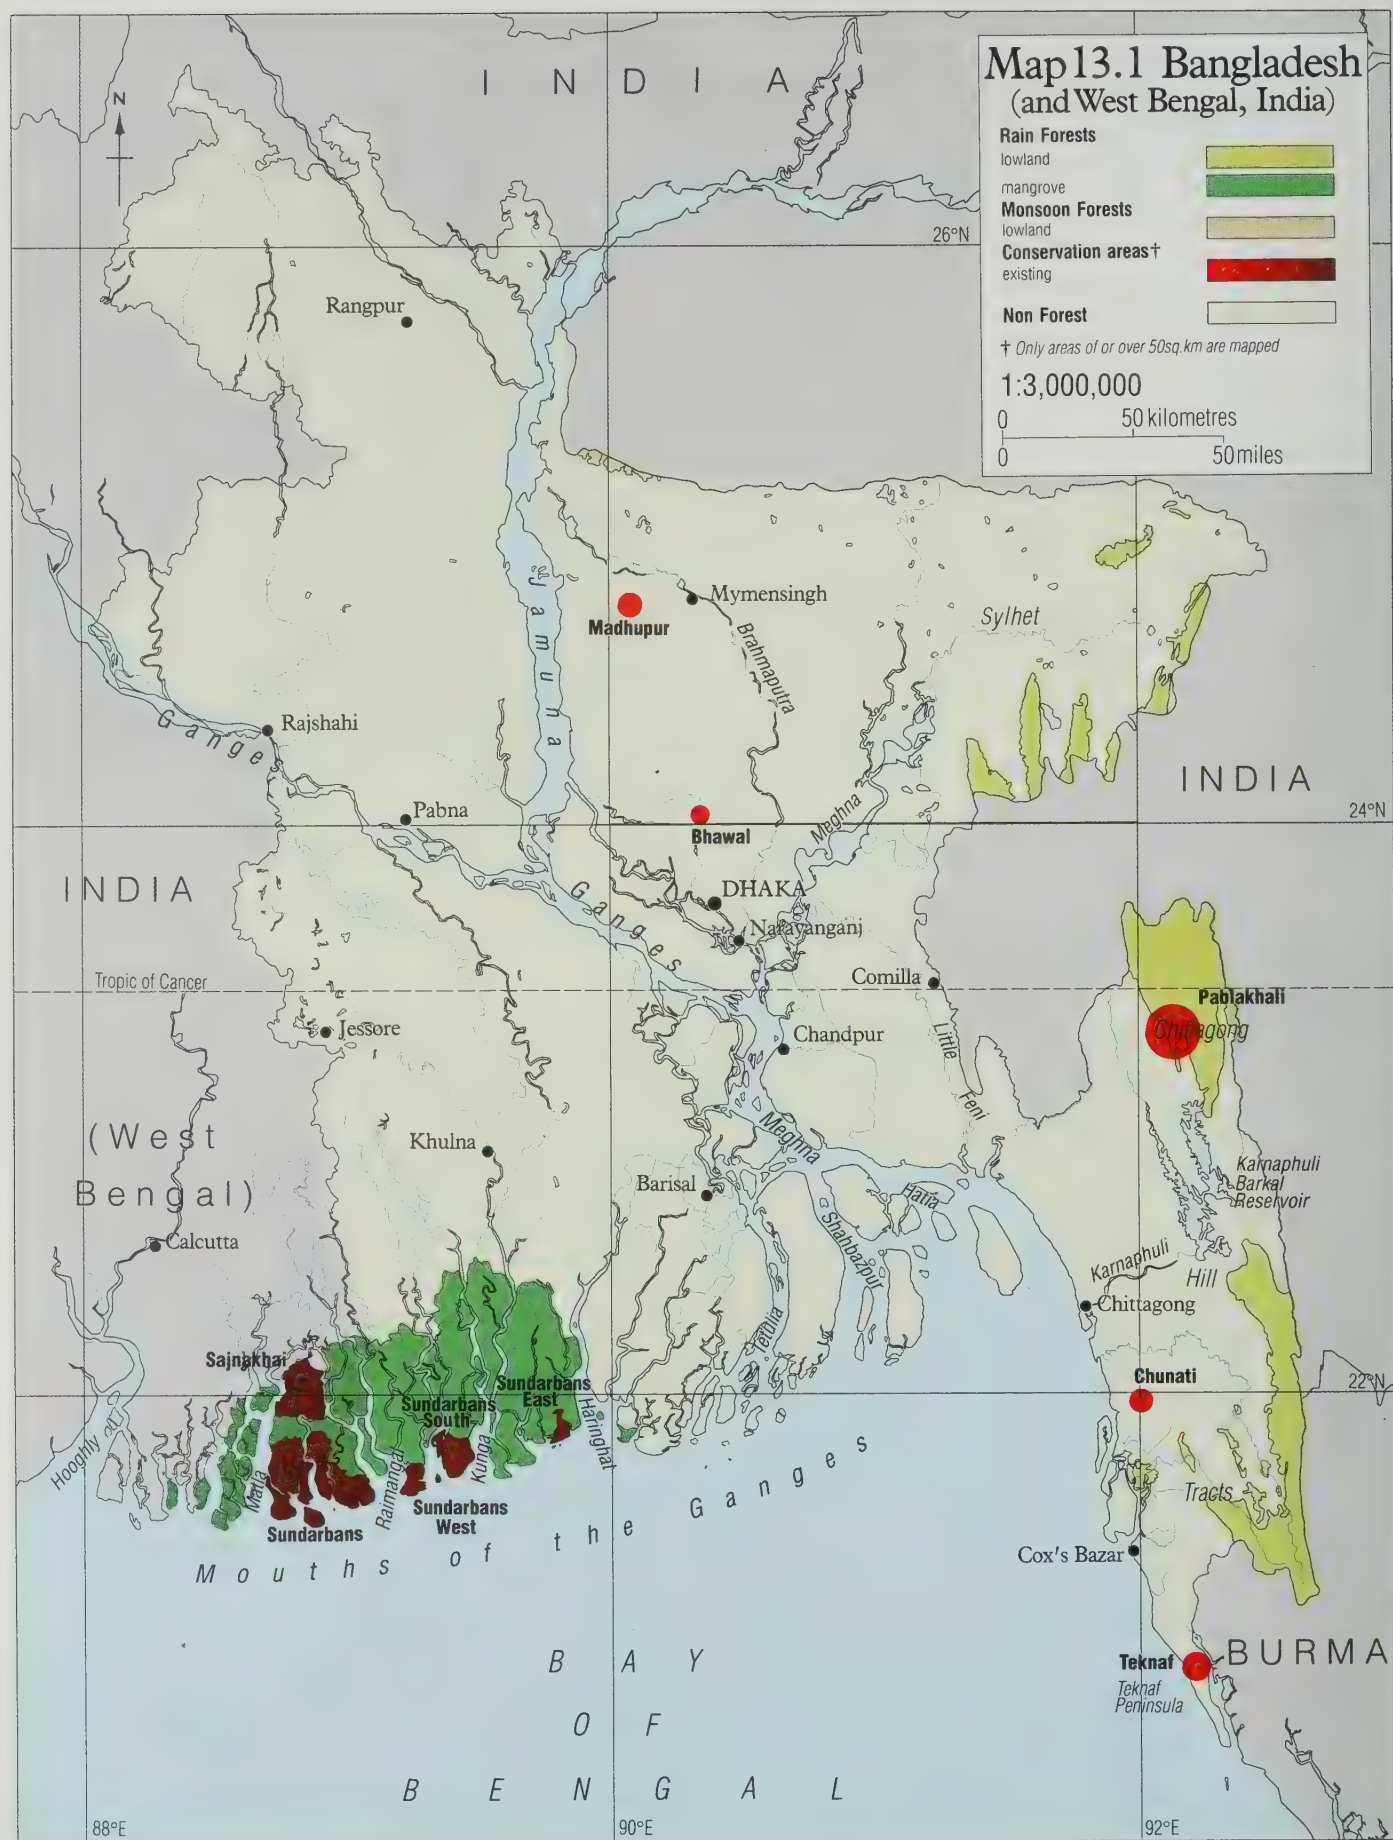 Map 13.1 Bangladesh
(and West Bengal, India)
Rain Forests
lowland
mangrove
Monsoon Forests
lowland
Conservation areas†
existing
Non Forest
† Only areas of or over 50sq.km are mapped
1:3,000,000
0 50 kilometres
0 50 miles
N
INDIA
26°N
Rangpur
Jamuna
Mymensingh
Madhupur
Brahmaputra
Sylhet
Ganges
Rajshahi
INDIA
Pabna
Meghna
24°N
Bhawal
INDIA
DHAKA
Ganges
Narayanganj
Tropic of Cancer
Comilla
Pablakhali
Chittagong
Jessore
Chandpur
Little
Feni
(West
Bengal)
Khulna
Meghna
Barisal
Hatia
Shahbazpur
Karnaphuli
Barkal
Reservoir
Calcutta
Karnaphuli
Hill
Chittagong
Tetulia
Sajnakhai
Chunati
22°N
Sundarbans
East
Sundarbans
South
Haringhat
Hooghly
Matla
Raimangal
Kunga
Sundarbans
West
Sundarbans
Tracts
Mouths of the Ganges
Cox's Bazar
BAY
OF
BENGAL
Teknaf
Teknaf
Peninsula
BURMA
88°E
90°E
92°E